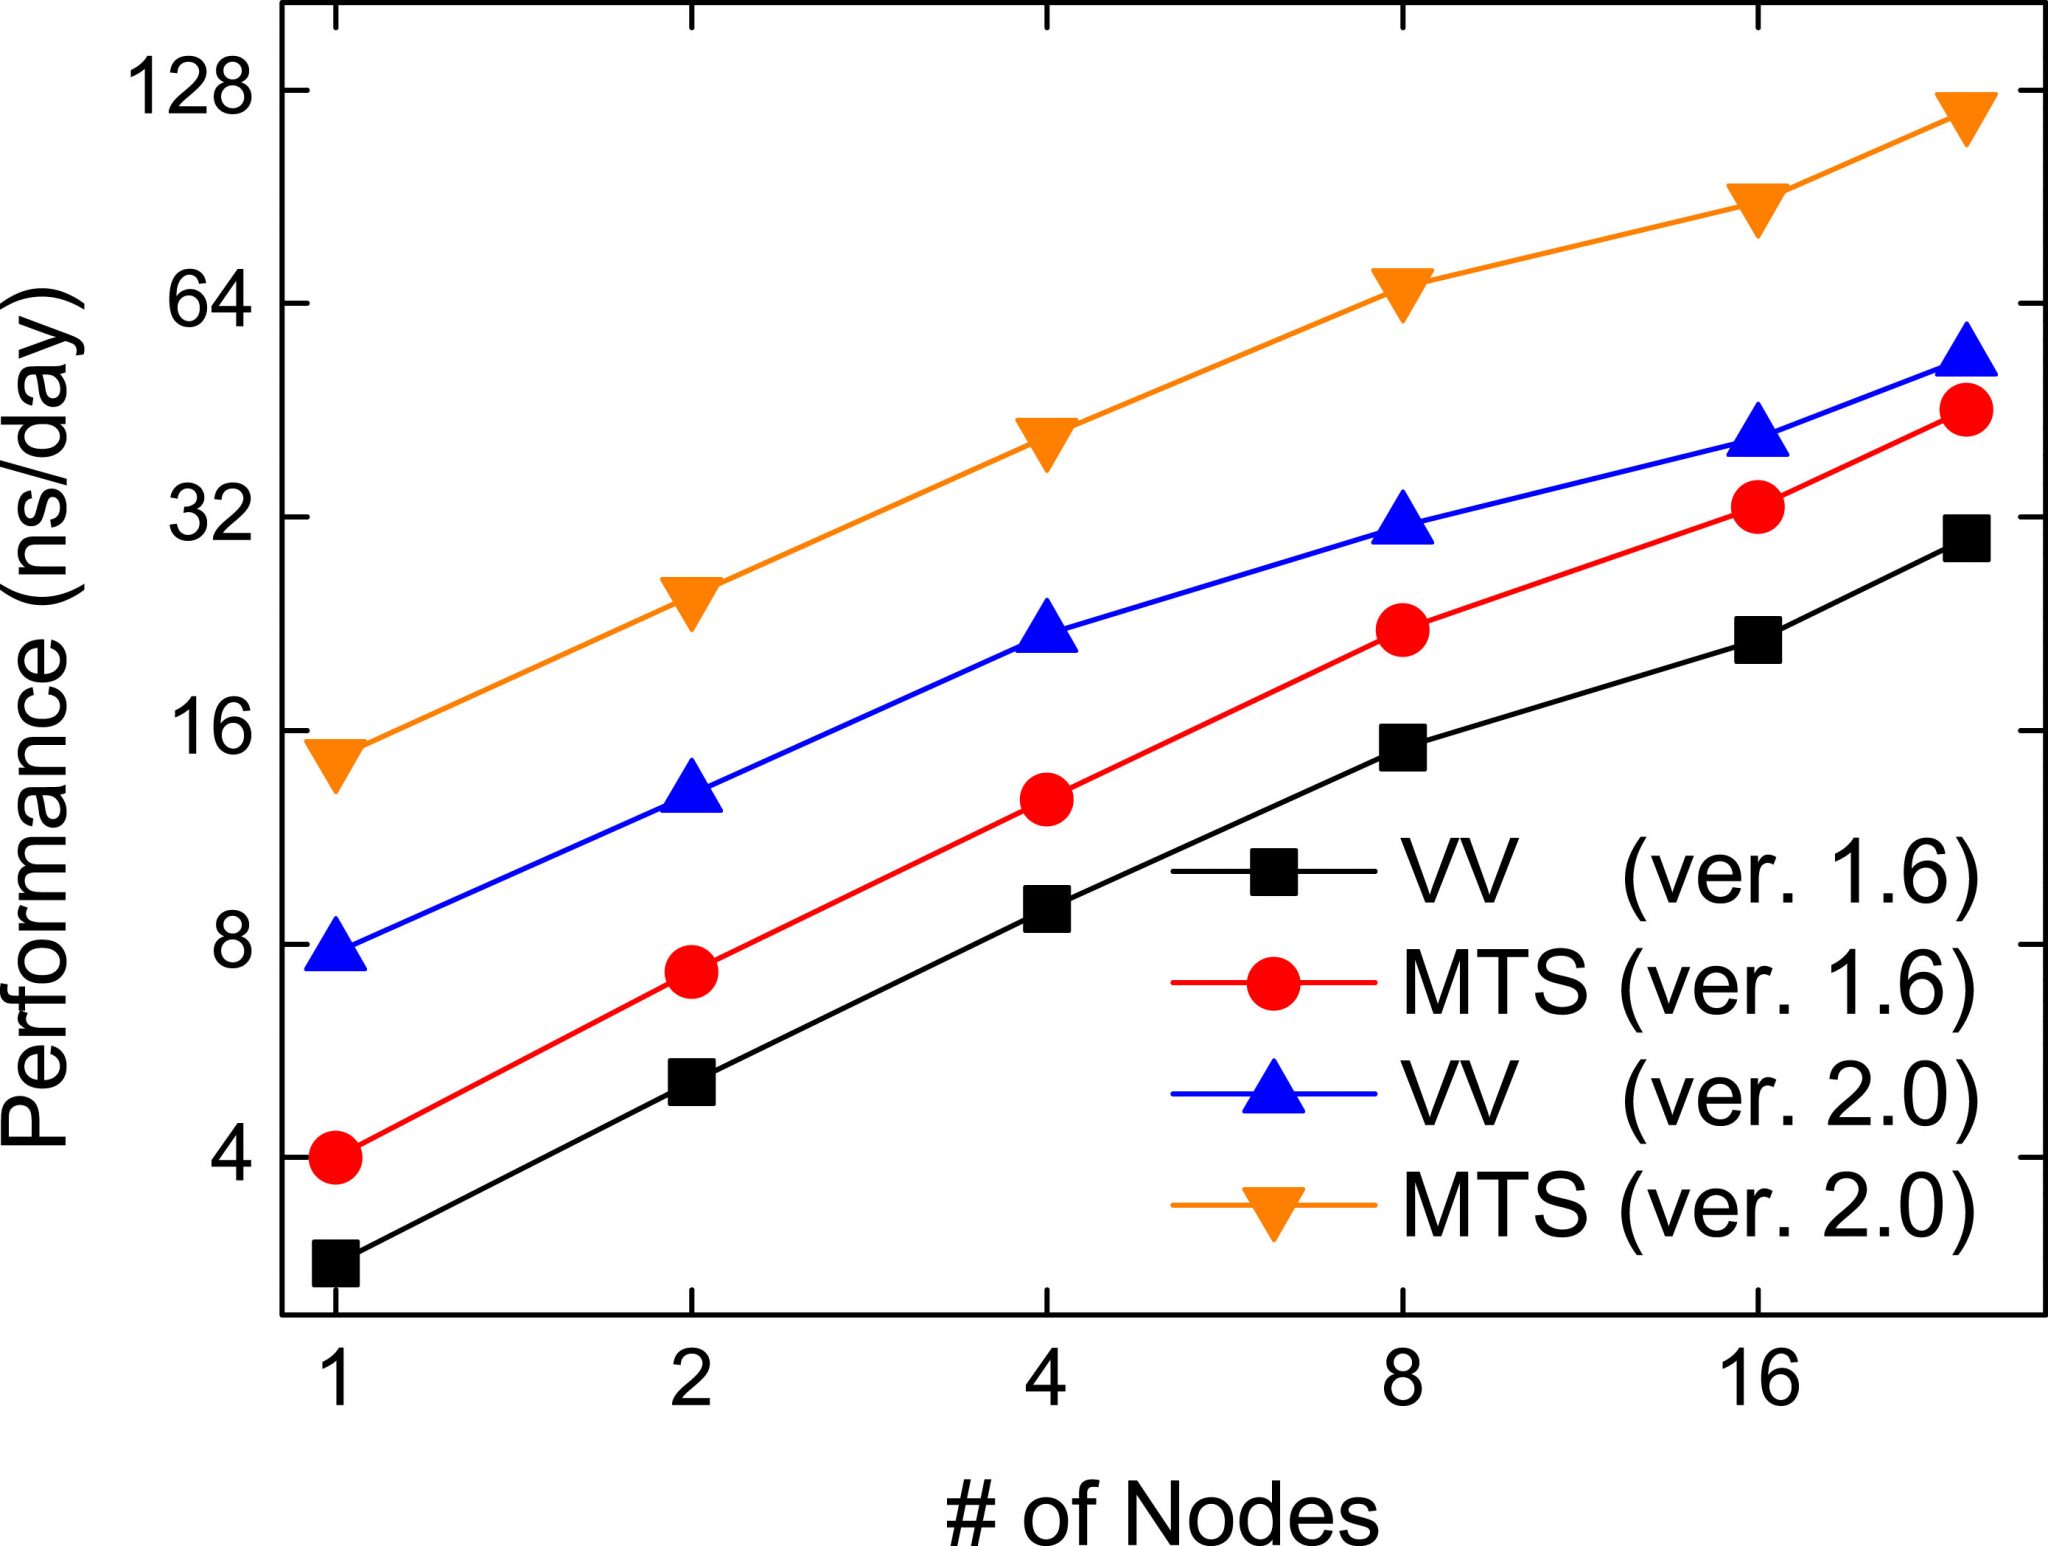 Performance (ns/day)
128
64
32
16
8
4
VV (ver. 1.6)
MTS (ver. 1.6)
VV (ver. 2.0)
MTS (ver. 2.0)
1 2 4 8 16
# of Nodes